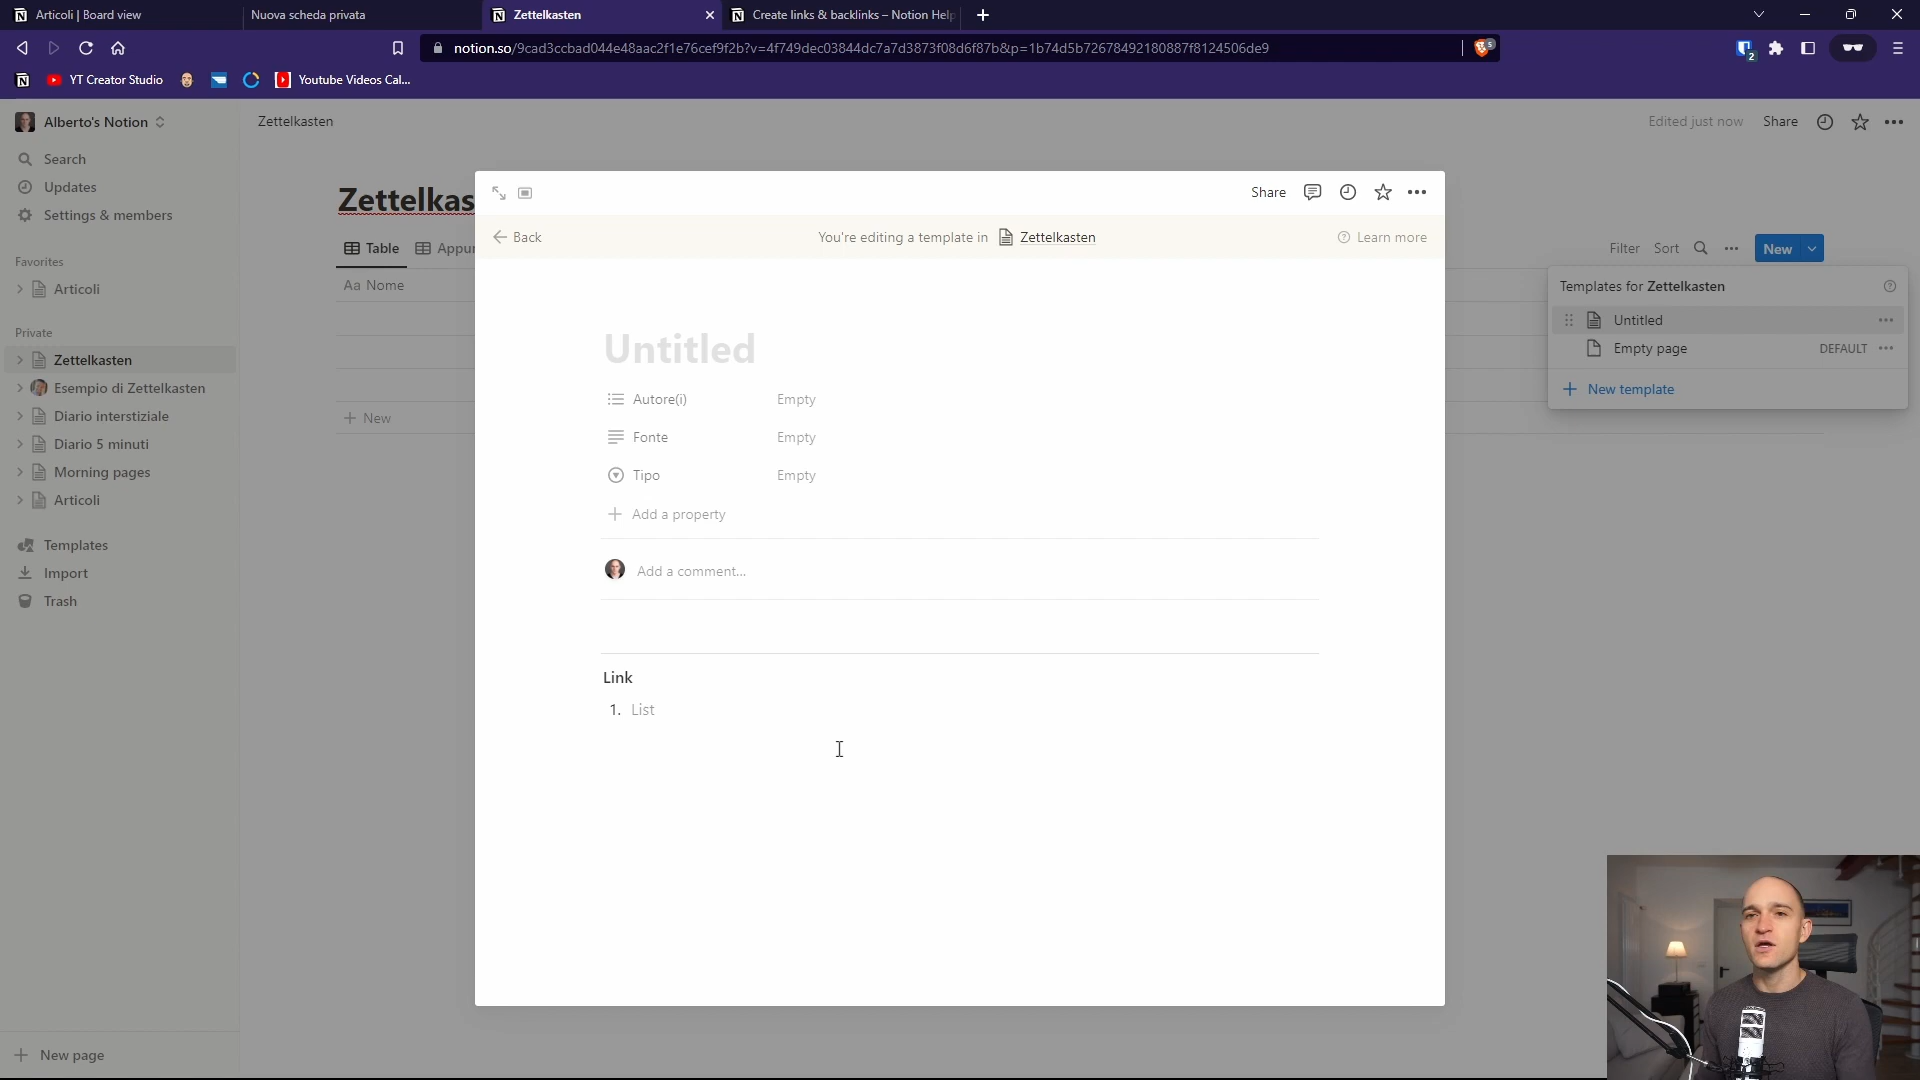 Articoli | Board view
Nuova scheda privata
Zettelkasten
Create links & backlinks – Notion Help
notion.so/9cad3ccbad044e48aac2f1e76cef9f2b?v=4f749dec03844dc7a7d3873f08d6f87b&p=1b74d5b72678492180887f8124506de9
5
2
YT Creator Studio
Youtube Videos Cal...
Alberto's Notion
Zettelkasten
Edited just now
Share
Search
Updates
Settings & members
Favorites
Articoli
Private
Zettelkasten
Esempio di Zettelkasten
Diario interstiziale
Diario 5 minuti
Morning pages
Articoli
Templates
Import
Trash
New page
Zettelkas
Table
Appun
Filter
Sort
New
Aa Nome
New
Share
Back
You're editing a template in Zettelkasten
Learn more
Untitled
Autore(i) Empty
Fonte Empty
Tipo Empty
Add a property
Add a comment...
Link
1. List
Templates for Zettelkasten
Untitled
Empty page DEFAULT
New template